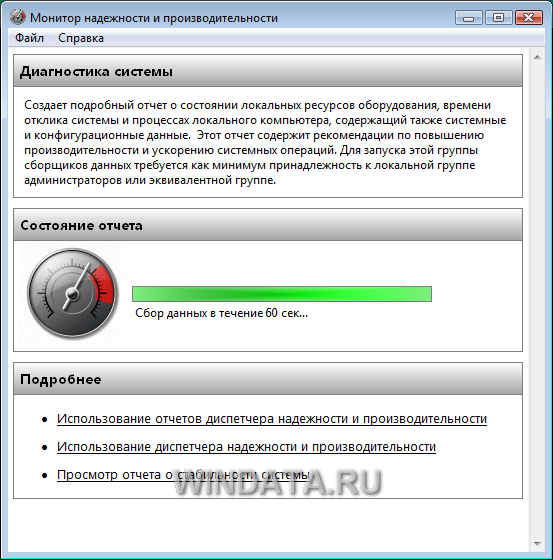 Монитор надежности и производительности
Файл Справка
Диагностика системы
Создает подробный отчет о состоянии локальных ресурсов оборудования, времени
отклика системы и процессах локального компьютера, содержащий также системные
и конфигурационные данные. Этот отчет содержит рекомендации по повышению
производительности и ускорению системных операций. Для запуска этой группы
сборщиков данных требуется как минимум принадлежность к локальной группе
администраторов или эквивалентной группе.
Состояние отчета
Сбор данных в течение 60 сек...
Подробнее
Использование отчетов диспетчера надежности и производительности
Использование диспетчера надежности и производительности
Просмотр отчета о стабильности системы
WINDATA.RU